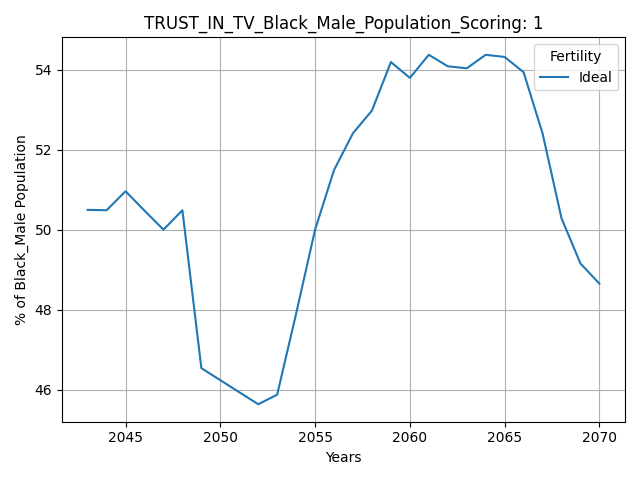 TRUST_IN_TV_Black_Male_Population_Scoring: 1
Fertility
Ideal
% of Black_Male Population
54
52
50
48
46
2045 2050 2055 2060 2065 2070
Years